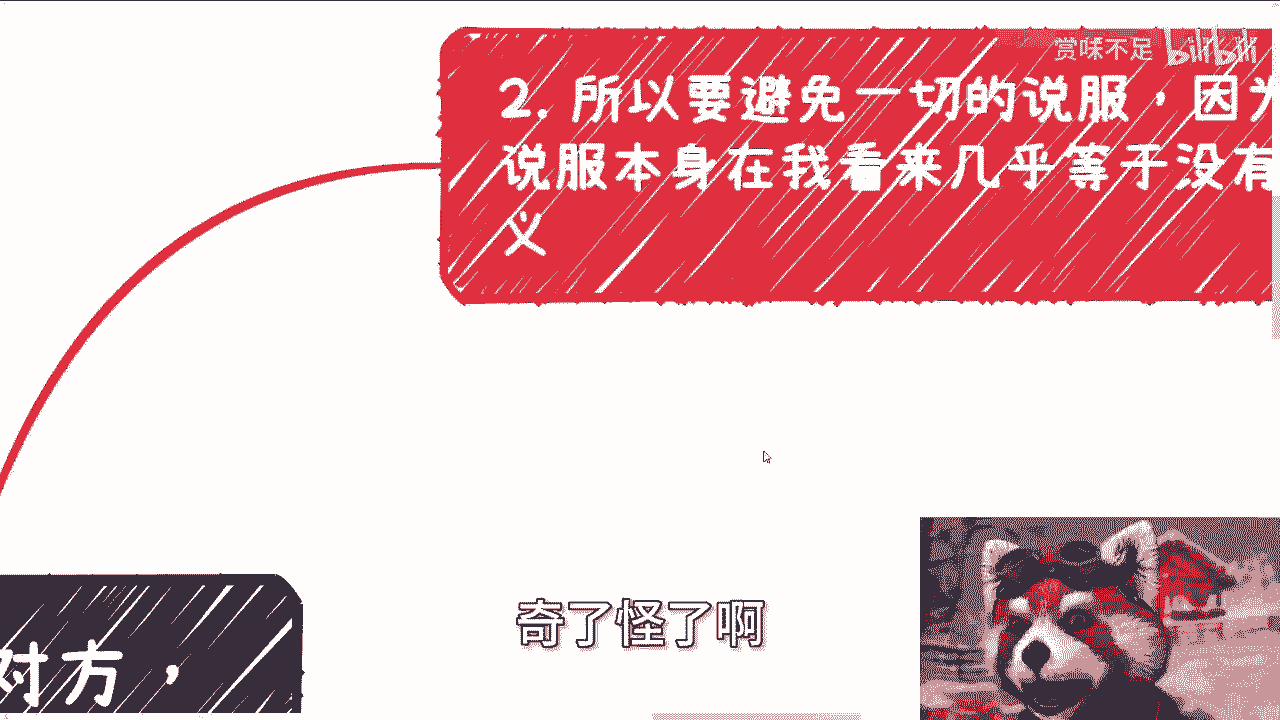 赏味不足 bilibili
2. 所以要避免一切的说服，因为
说服本身在我看来几乎等于没有
义
对方，
奇了怪了啊